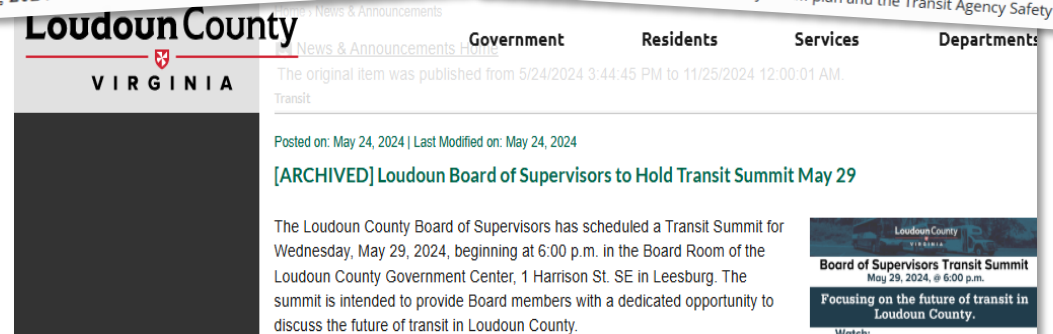 plan and the Transit Agency Safety
Loudoun County
VIRGINIA
Home › News & Announcements
Government Residents Services Departments
News & Announcements Home
The original item was published from 5/24/2024 3:44:45 PM to 11/25/2024 12:00:01 AM.
Transit
Posted on: May 24, 2024 | Last Modified on: May 24, 2024
[ARCHIVED] Loudoun Board of Supervisors to Hold Transit Summit May 29
The Loudoun County Board of Supervisors has scheduled a Transit Summit for
Wednesday, May 29, 2024, beginning at 6:00 p.m. in the Board Room of the
Loudoun County Government Center, 1 Harrison St. SE in Leesburg. The
summit is intended to provide Board members with a dedicated opportunity to
discuss the future of transit in Loudoun County.
Loudoun County
VIRGINIA
Board of Supervisors Transit Summit
May 29, 2024, @ 6:00 p.m.
Focusing on the future of transit in
Loudoun County.
Watch: